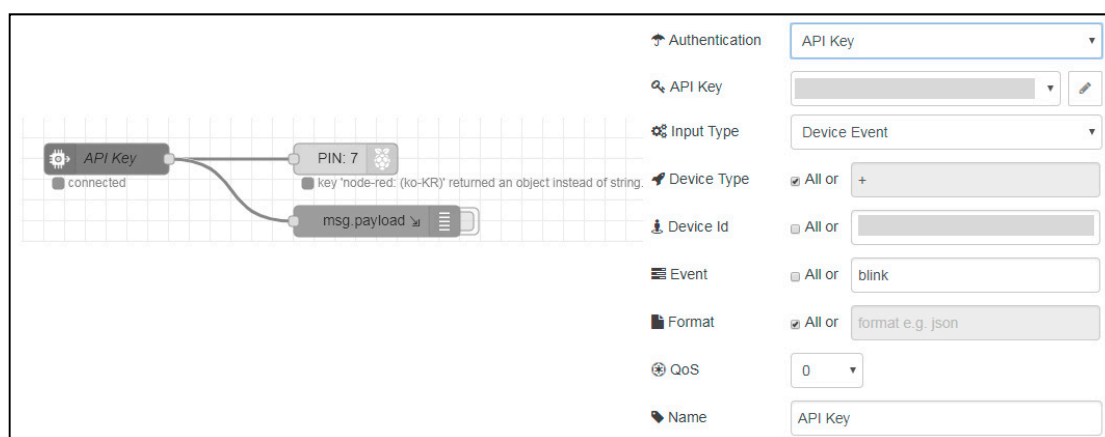 API Key
connected
PIN: 7
key 'node-red: (ko-KR)' returned an object instead of string.
msg.payload
Authentication API Key
API Key
Input Type Device Event
Device Type All or +
Device Id All or
Event All or blink
Format All or format e.g. json
QoS 0
Name API Key